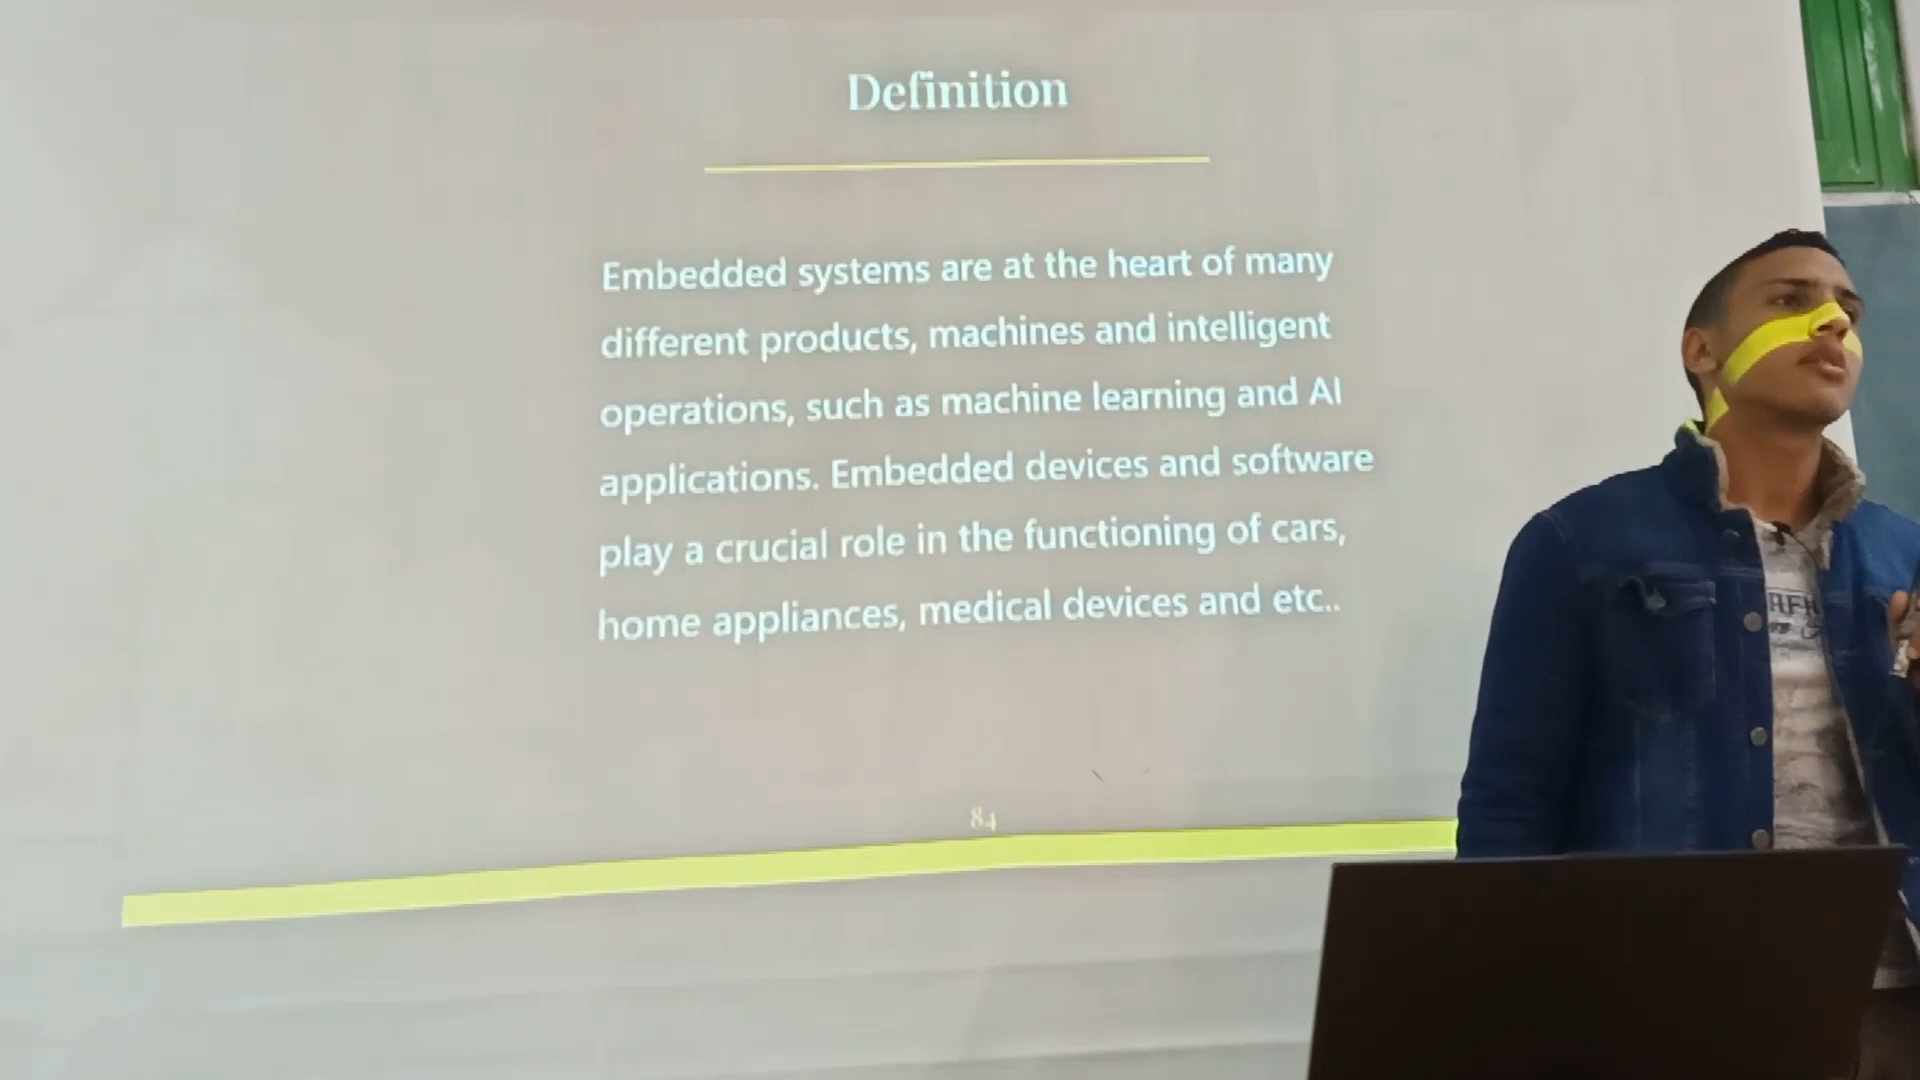 Definition
Embedded systems are at the heart of many
different products, machines and intelligent
operations, such as machine learning and AI
applications. Embedded devices and software
play a crucial role in the functioning of cars,
home appliances, medical devices and etc..
84